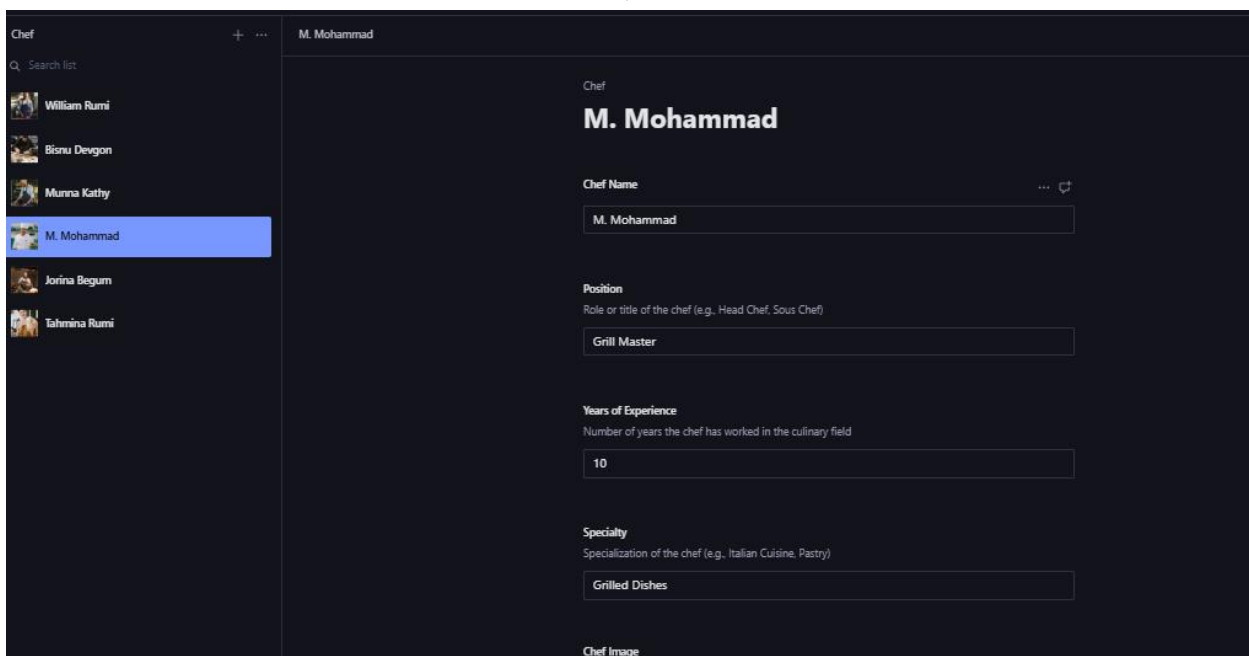 Chef
Search list
William Rumi
Bisnu Devgon
Munna Kathy
M. Mohammad
Jorina Begum
Tahmina Rumi
M. Mohammad
Chef
M. Mohammad
Chef Name
M. Mohammad
Position
Role or title of the chef (e.g., Head Chef, Sous Chef)
Grill Master
Years of Experience
Number of years the chef has worked in the culinary field
10
Specialty
Specialization of the chef (e.g., Italian Cuisine, Pastry)
Grilled Dishes
Chef Image